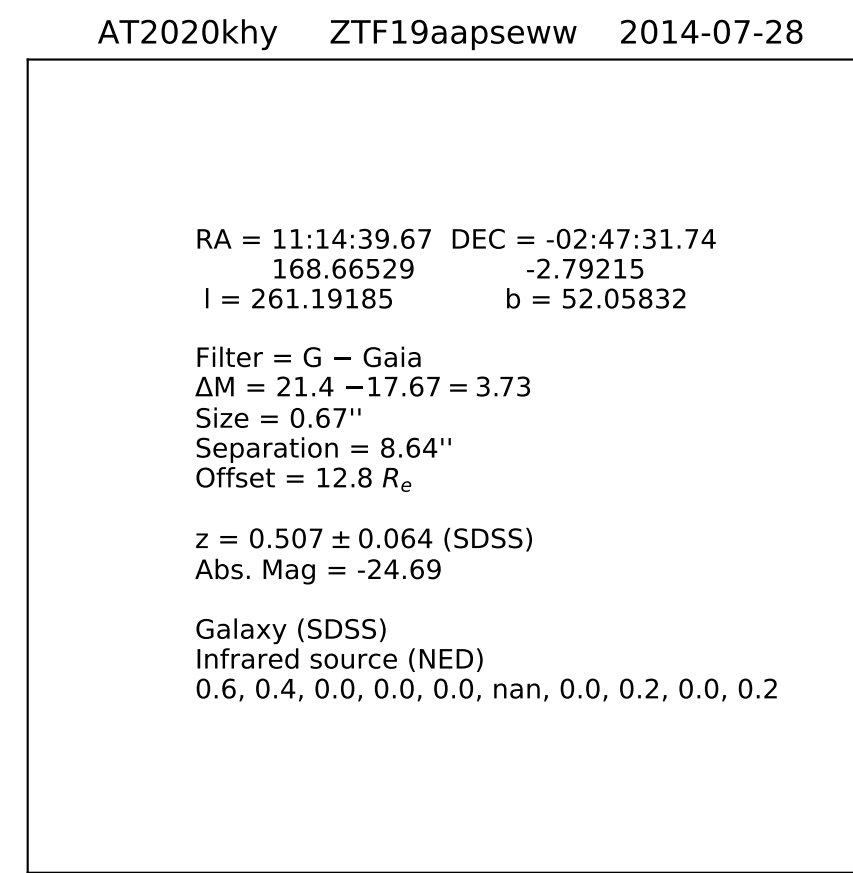 AT2020khy ZTF19aapseww 2014-07-28
RA = 11:14:39.67 DEC = -02:47:31.74
168.66529 -2.79215
l = 261.19185 b = 52.05832
Filter = G − Gaia
ΔM = 21.4 −17.67 = 3.73
Size = 0.67''
Separation = 8.64''
Offset = 12.8 Rₑ
z = 0.507 ± 0.064 (SDSS)
Abs. Mag = -24.69
Galaxy (SDSS)
Infrared source (NED)
0.6, 0.4, 0.0, 0.0, 0.0, nan, 0.0, 0.2, 0.0, 0.2